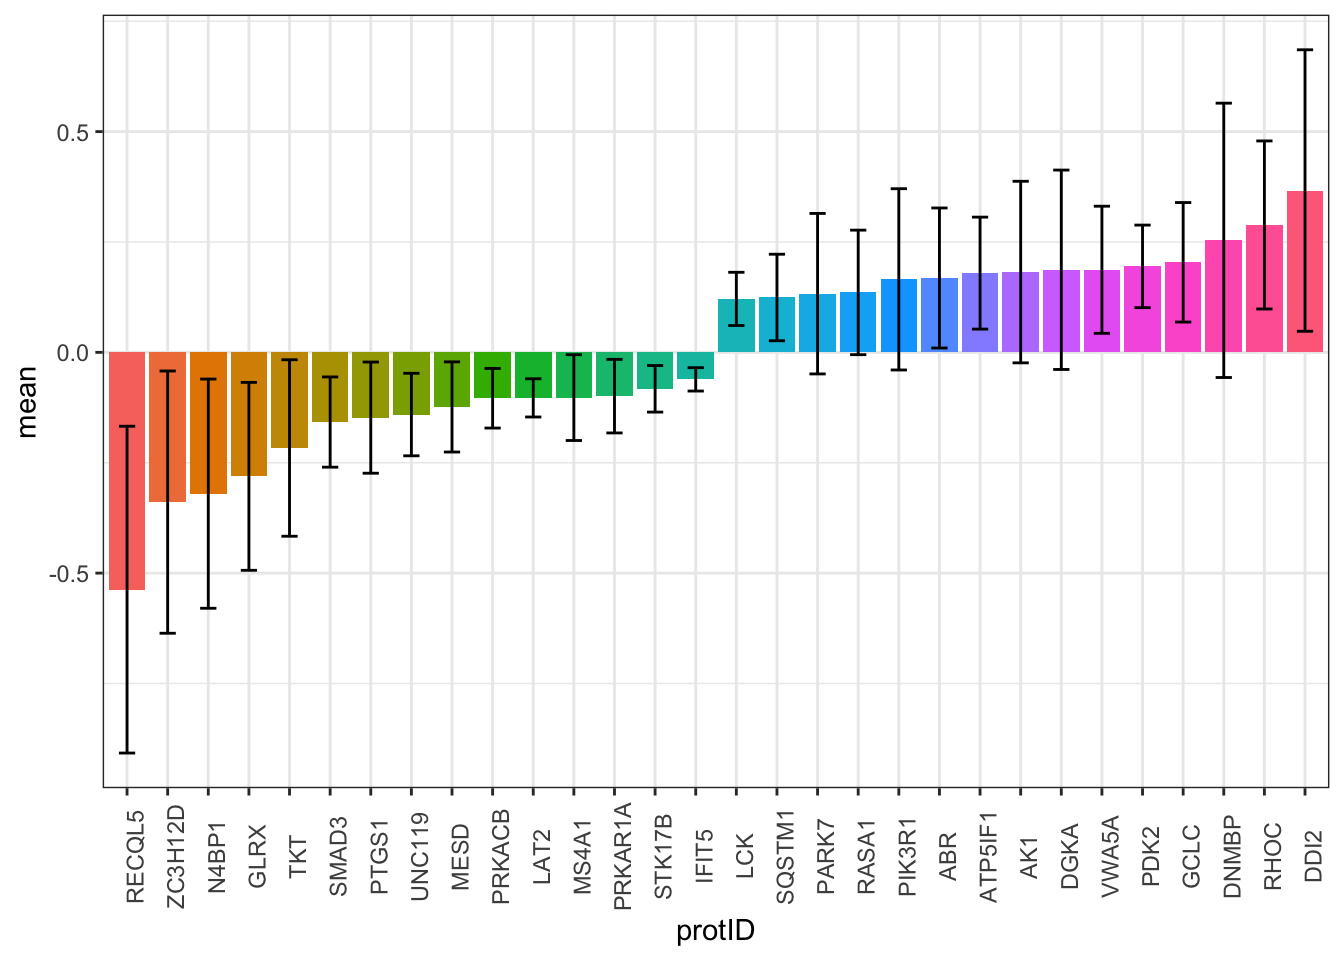 mean
0.5
0.0
-0.5
RECQL5
ZC3H12D
N4BP1
GLRX
TKT
SMAD3
PTGS1
UNC119
MESD
PRKACB
LAT2
MS4A1
PRKAR1A
STK17B
IFIT5
LCK
SQSTM1
PARK7
RASA1
PIK3R1
ABR
ATP5IF1
AK1
DGKA
VWA5A
PDK2
GCLC
DNMBP
RHOC
DDI2
protID